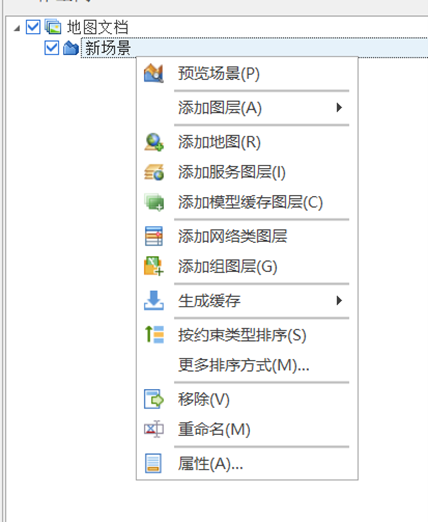 地图文档
新场景
预览场景(P)
添加图层(A)
添加地图(R)
添加服务图层(I)
添加模型缓存图层(C)
添加网络类图层
添加组图层(G)
生成缓存
按约束类型排序(S)
更多排序方式(M)...
移除(V)
重命名(M)
属性(A)...